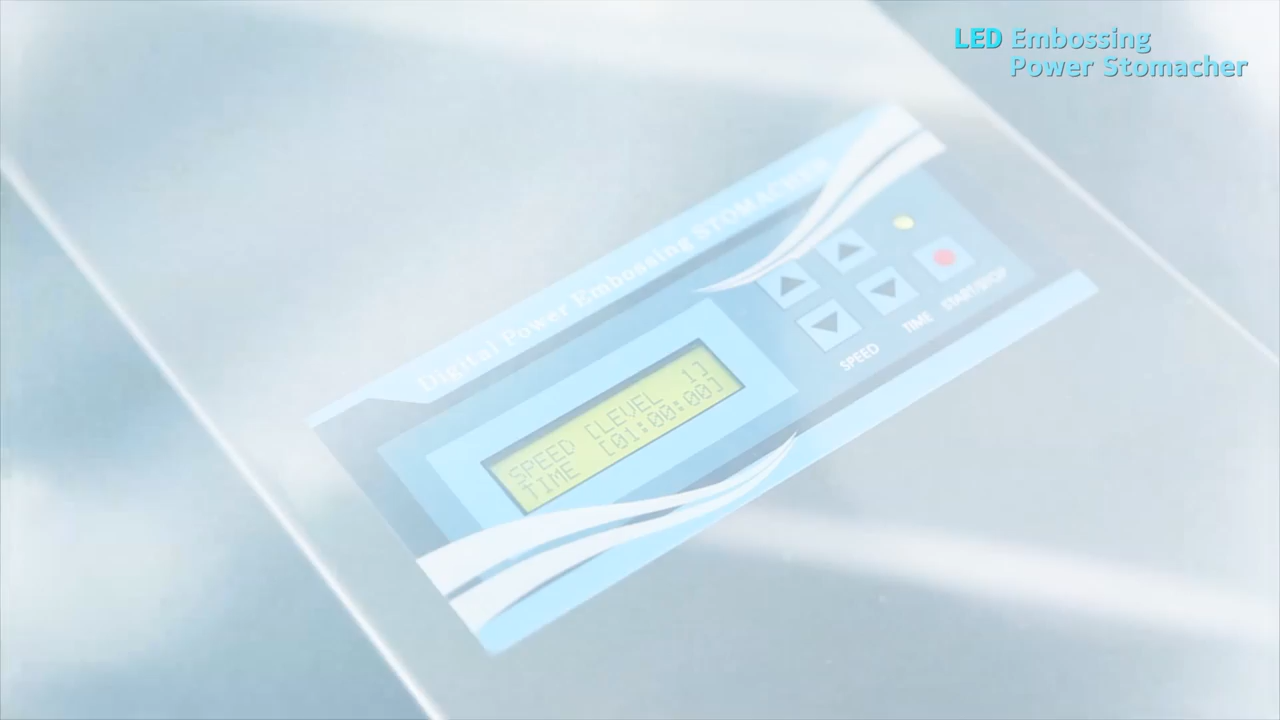 LED Embossing
Power Stomacher
Digital Power Embossing STOMACHER
SPEED [LEVEL 1]
TIME [01:00:00]
SPEED
TIME
START/STOP